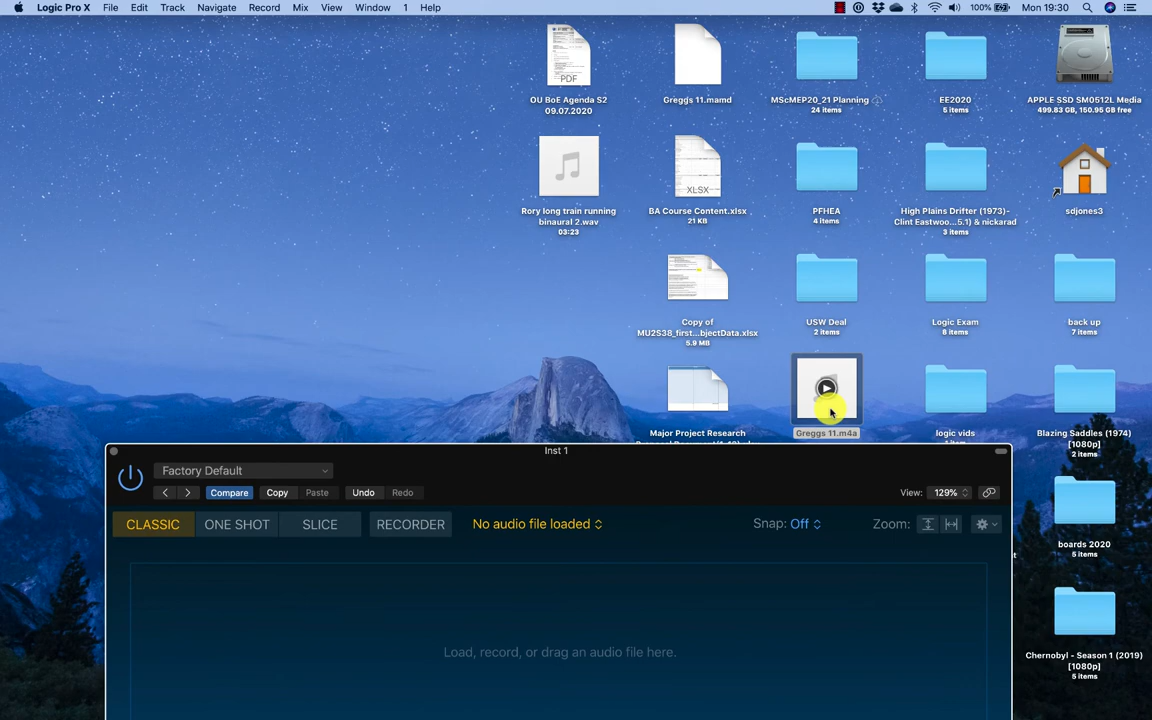 Logic Pro X File Edit Track Navigate Record Mix View Window 1 Help
100% Mon 19:30
PDF
OU BoE Agenda S2
09.07.2020
Greggs 11.mamd
MScMEP20_21 Planning
24 items
EE2020
5 items
APPLE SSD SM0512L Media
499.83 GB, 150.95 GB free
Rory long train running
binaural 2.wav
03:23
XLSX
BA Course Content.xlsx
21 KB
PFHEA
4 items
High Plains Drifter (1973)-
Clint Eastwoo...5.1) & nickarad
3 items
sdjones3
Copy of
MU2S38_first...bjectData.xlsx
5.9 MB
USW Deal
2 items
Logic Exam
8 items
back up
7 items
Major Project Research
Greggs 11.m4a
logic vids
Blazing Saddles (1974)
[1080p]
2 items
boards 2020
5 items
Chernobyl - Season 1 (2019)
[1080p]
5 items
Inst 1
Factory Default
Compare Copy Paste Undo Redo
View: 129%
CLASSIC ONE SHOT SLICE RECORDER No audio file loaded Snap: Off Zoom:
Load, record, or drag an audio file here.